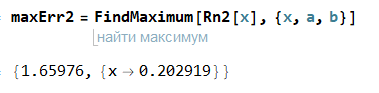 maxErr2 = FindMaximum[Rn2[x], {x, a, b}]
найти максимум
{1.65976, {x → 0.202919}}